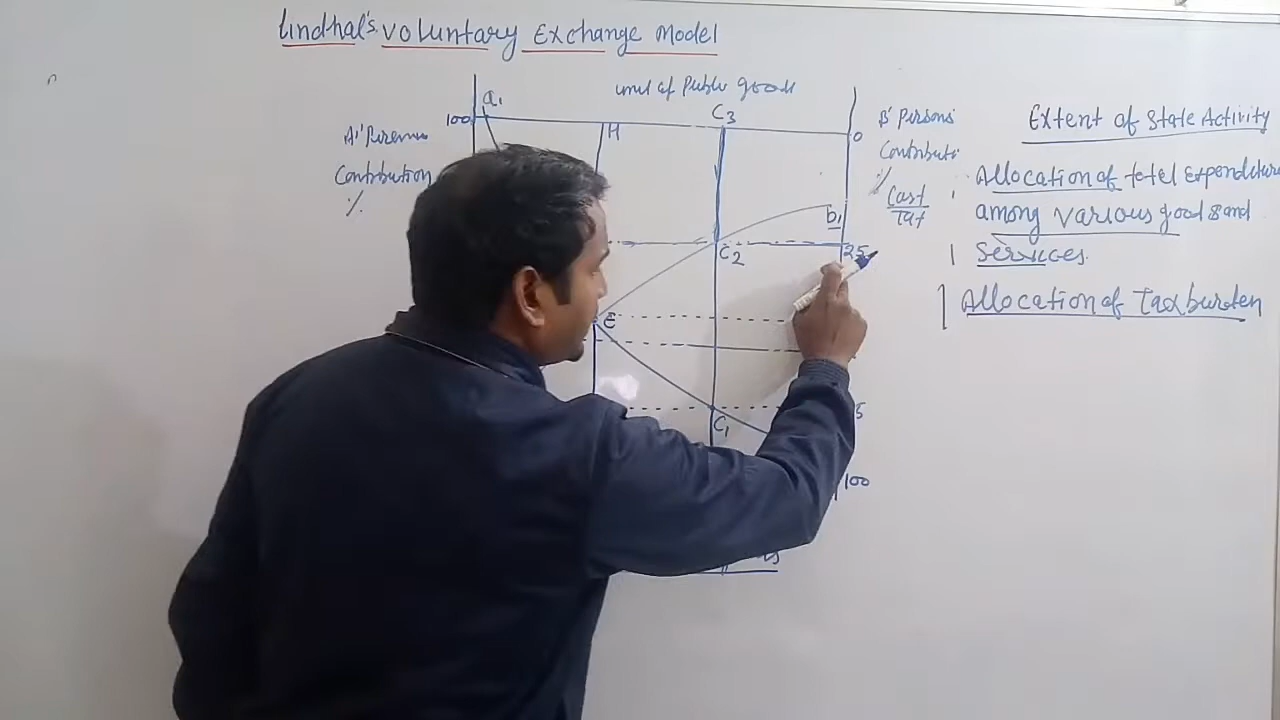 Lindhal's Voluntary Exchange Model
unit of Public goods
a1
100
H
C3
0
A's
Contribution
%
B' Persons
Contributi
%
Cost
Tax
b1
C2
25
E
C1
5
100
Extent of State Activity
Allocation of total Expenditure
among various goods and
Services.
Allocation of Tax burden